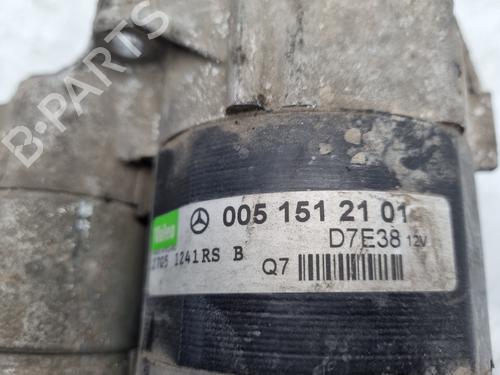 B-PARTS
Valeo
005 151 21 01
D7E38 12V
1241RS B
Q7